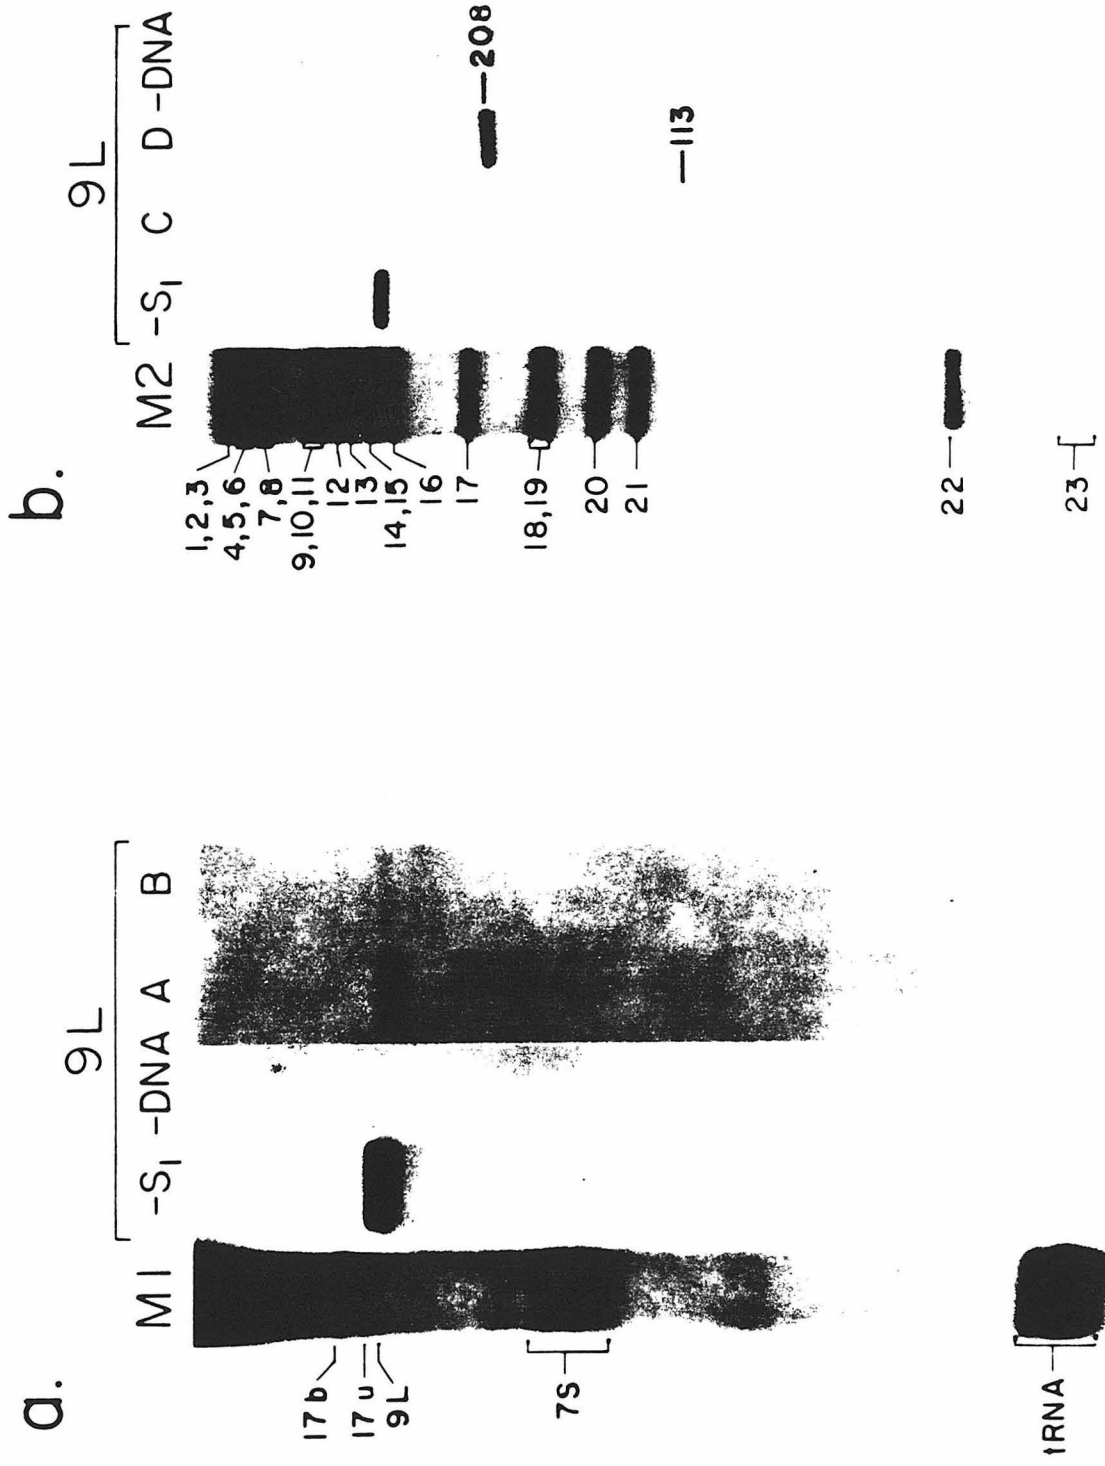 a.
9L
M1 -S1 -DNA A B
17b
17u
9L
7S
tRNA
b.
9L
M2 -S1 C D -DNA
1,2,3
4,5,6
7,8
9,10,11
12
13
14,15
16
17
18,19
20
21
22
23
—208
—113